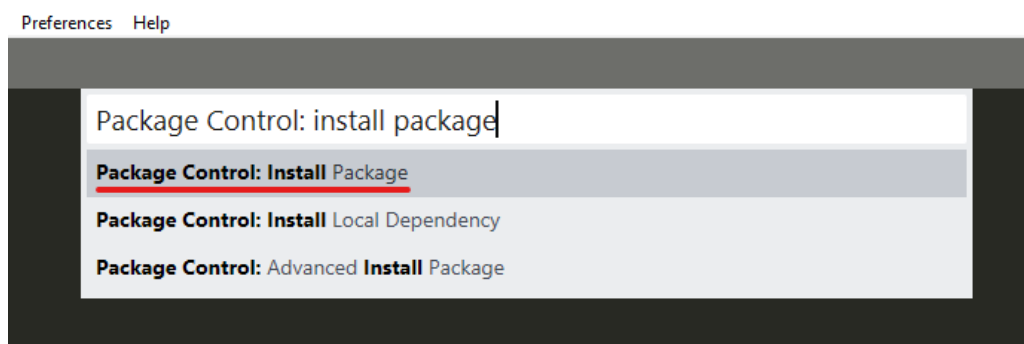 Preferences Help
Package Control: install package
Package Control: Install Package
Package Control: Install Local Dependency
Package Control: Advanced Install Package